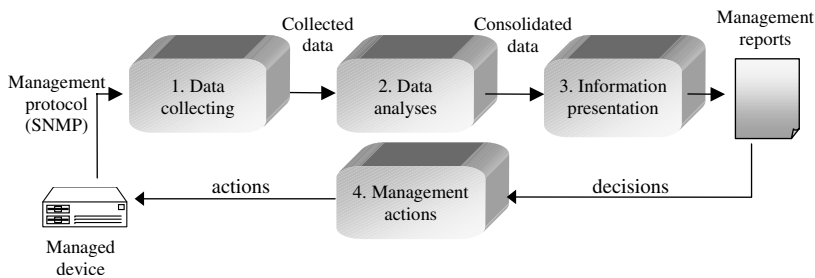 Management
protocol
(SNMP)
1. Data
collecting
Collected
data
2. Data
analyses
Consolidated
data
3. Information
presentation
Management
reports
decisions
4. Management
actions
actions
Managed
device